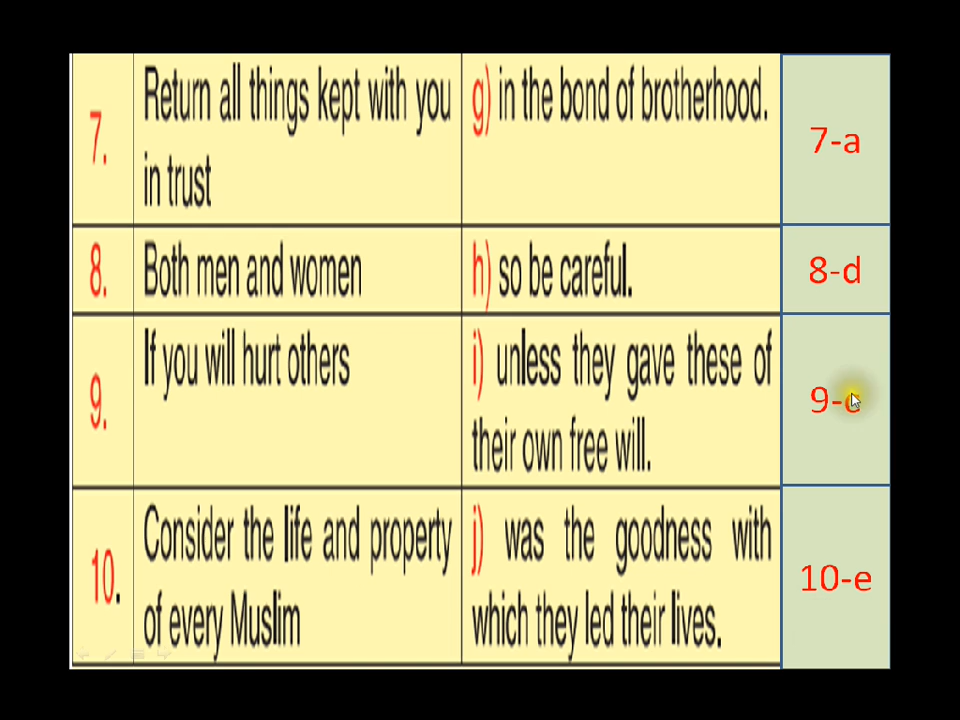 7. Return all things kept with you g) in the bond of brotherhood. 7-a
in trust
8. Both men and women h) so be careful. 8-d
9. If you will hurt others i) unless they gave these of
their own free will.
10. Consider the life and property j) was the goodness with 10-e
of every Muslim which they led their lives.